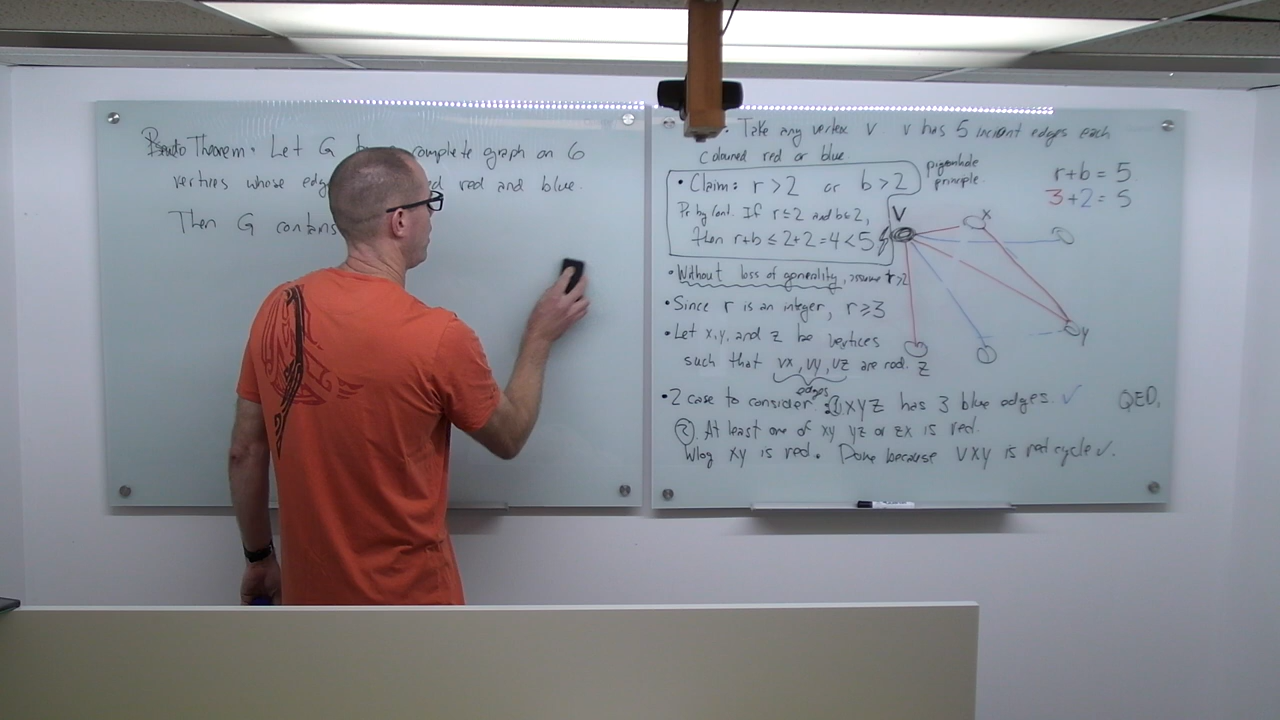 Theorem: Let G complete graph on 6
vertices whose edg red and blue.
Then G contains
• Take any vertex v. v has 5 incident edges each
coloured red or blue.
• Claim: r > 2 or b > 2
pigeonhole
principle.
Pf by Cont. If r ≤ 2 and b ≤ 2,
then r+b ≤ 2+2 = 4 < 5
r+b = 5.
3+2 = 5
V
x
y
z
• Without loss of generality, assume r>2
• Since r is an integer, r ≥ 3
• Let x, y, and z be vertices
such that vx, vy, vz are red.
edges
• 2 case to consider: ① XYZ has 3 blue edges. ✓
QED.
② At least one of xy yz or zx is red.
Wlog xy is red. Done because VXY is red cycle ✓.